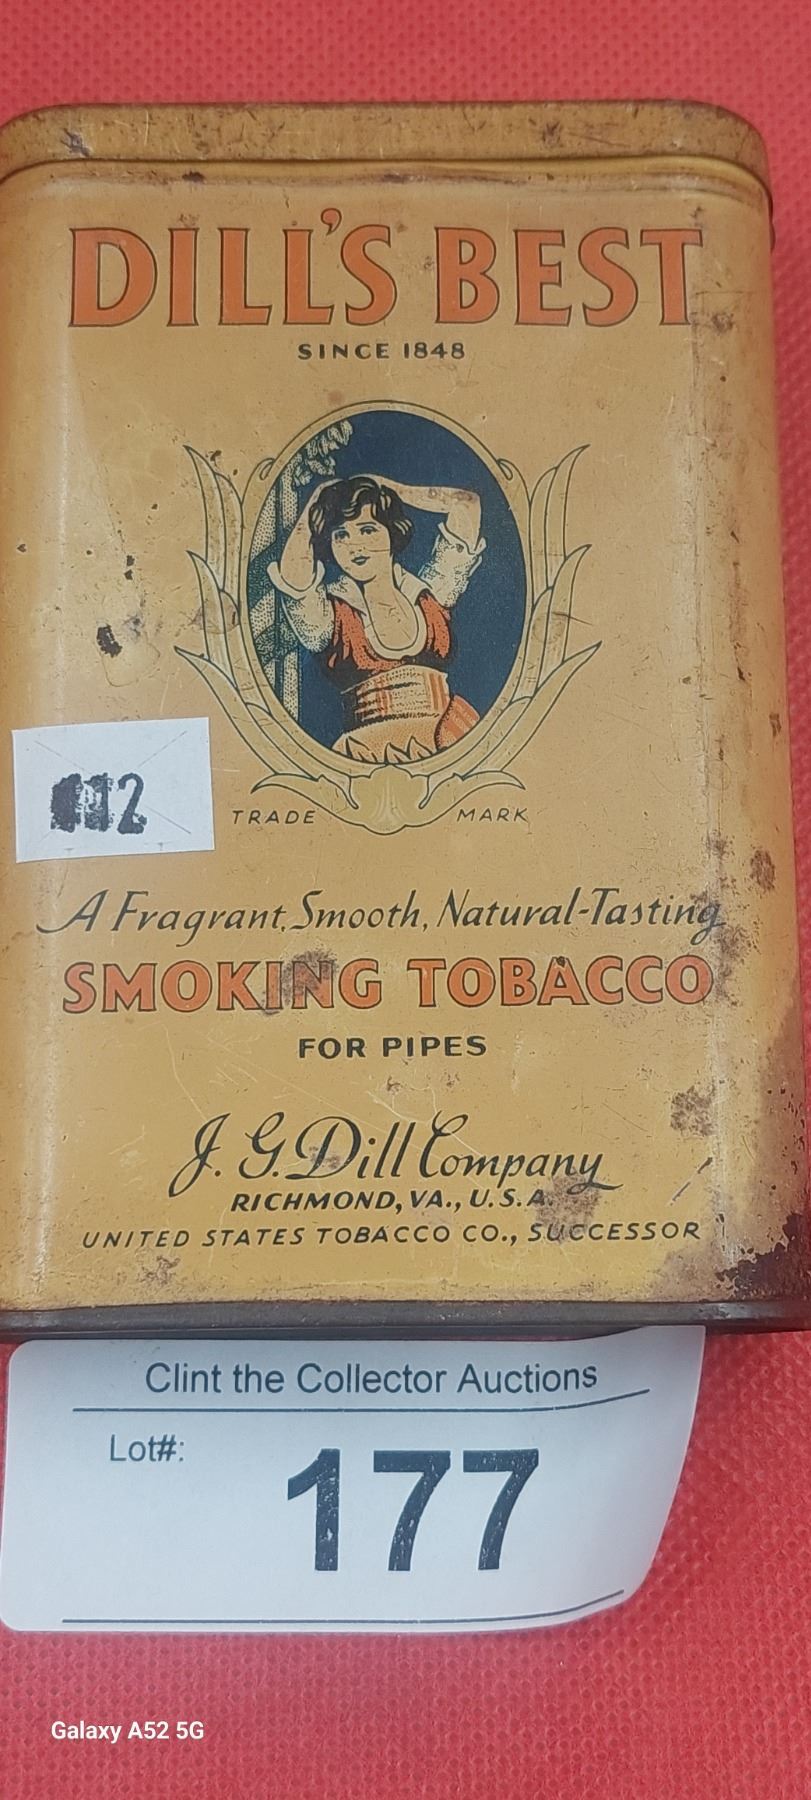 DILL'S BEST
SINCE 1848
TRADE MARK
A Fragrant, Smooth, Natural-Tasting
SMOKING TOBACCO
FOR PIPES
J. G. Dill Company
RICHMOND, VA., U.S.A.
UNITED STATES TOBACCO CO., SUCCESSOR
Clint the Collector Auctions
Lot#:
177
Galaxy A52 5G